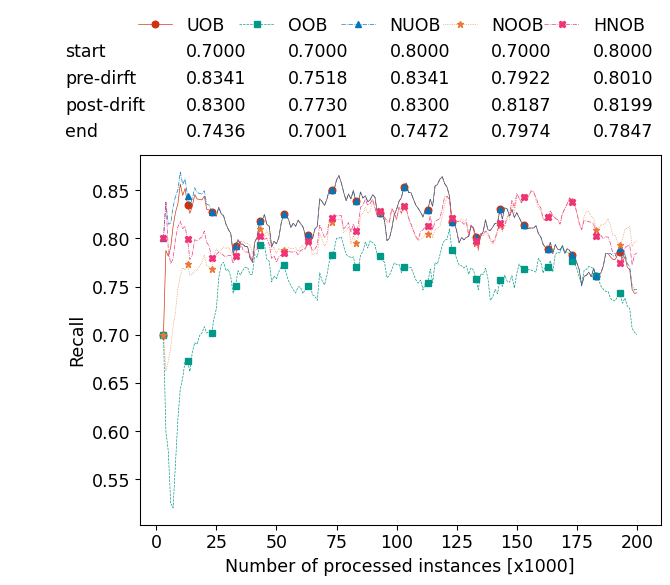 UOB OOB NUOB NOOB HNOB
start 0.7000 0.7000 0.8000 0.7000 0.8000
pre-dirft 0.8341 0.7518 0.8341 0.7922 0.8010
post-drift 0.8300 0.7730 0.8300 0.8187 0.8199
end 0.7436 0.7001 0.7472 0.7974 0.7847
0.85
0.80
0.75
0.70
0.65
0.60
0.55
Recall
0 25 50 75 100 125 150 175 200
Number of processed instances [x1000]